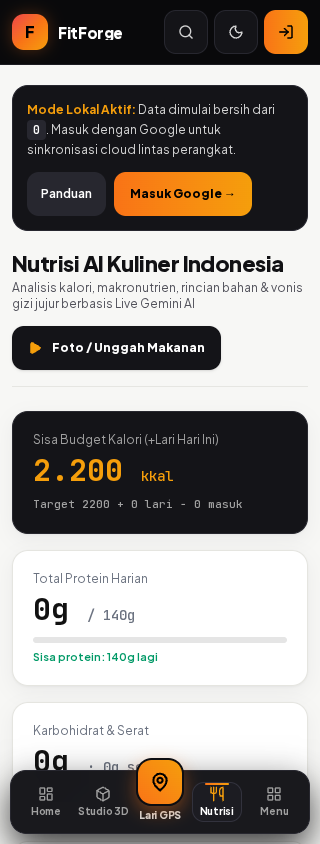 F FitForge
Mode Lokal Aktif: Data dimulai bersih dari
0 . Masuk dengan Google untuk
sinkronisasi cloud lintas perangkat.
Panduan Masuk Google →
Nutrisi AI Kuliner Indonesia
Analisis kalori, makronutrien, rincian bahan & vonis
gizi jujur berbasis Live Gemini AI
Foto / Unggah Makanan
Sisa Budget Kalori (+Lari Hari Ini)
2.200 kkal
Target 2200 + 0 lari - 0 masuk
Total Protein Harian
0g / 140g
Sisa protein: 140g lagi
Karbohidrat & Serat
0g · 0g
Home Studio 3D Lari GPS Nutrisi Menu